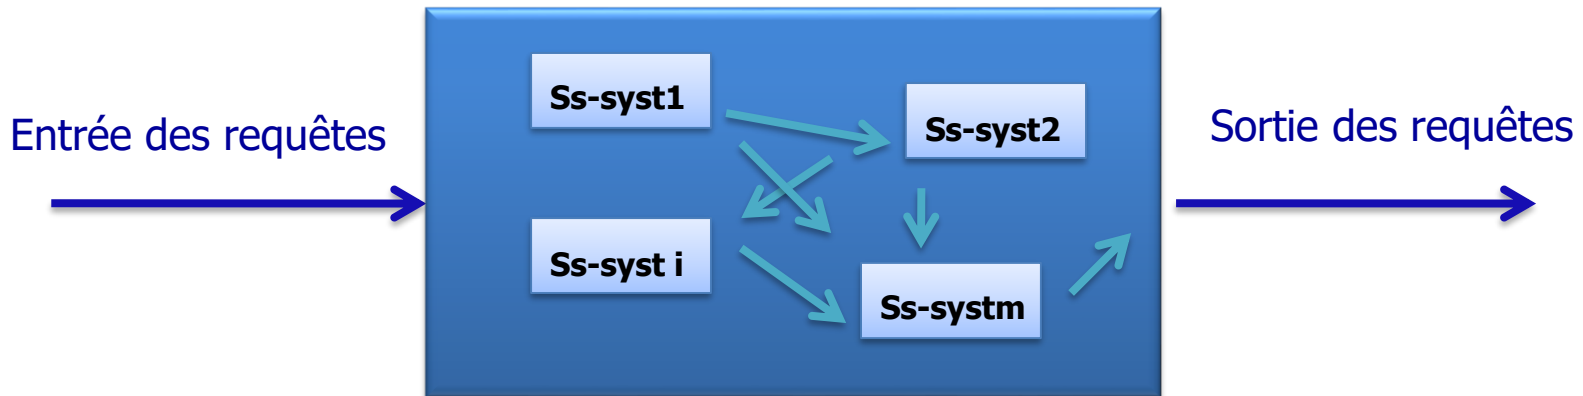 Entrée des requêtes
Ss-syst1
Ss-syst2
Ss-syst i
Ss-systm
Sortie des requêtes